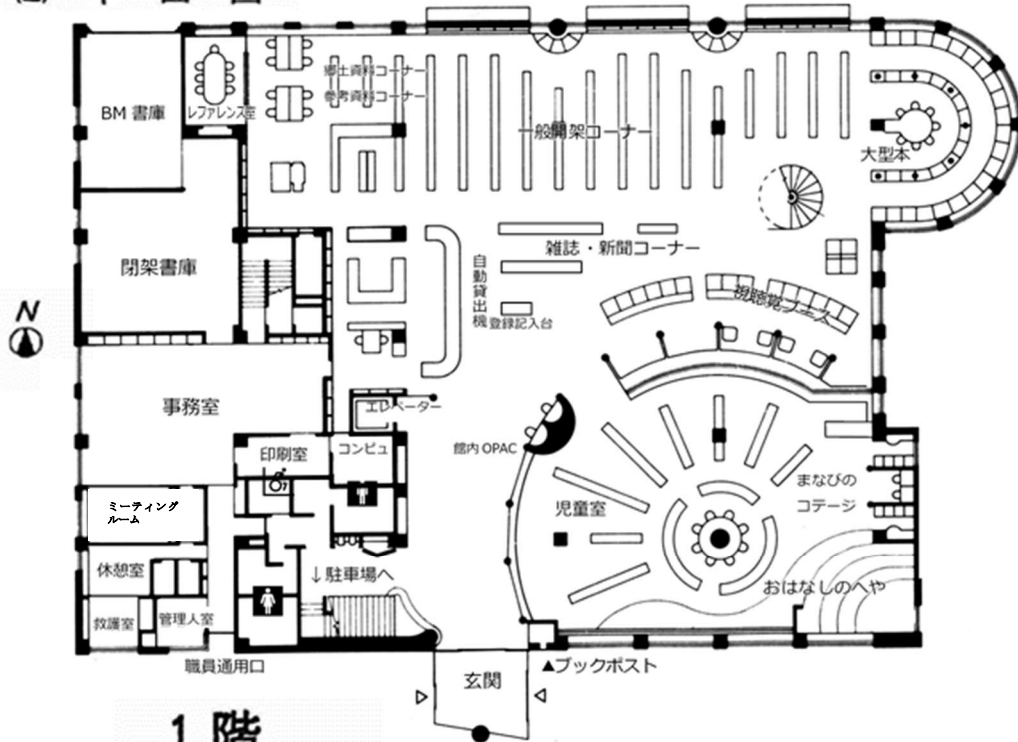 BM 書庫
レファレンス室
郷土資料コーナー
参考資料コーナー
一般開架コーナー
大型本
閉架書庫
雑誌・新聞コーナー
自動貸出機
登録記入台
視聴覚ブース
N
事務室
エレベーター
印刷室
コンピュ
館内 OPAC
ミーティング
ルーム
児童室
まなびの
コテージ
休憩室
↓駐車場へ
おはなしのへや
救護室
管理人室
職員通用口
▲ブックポスト
玄関
1 階